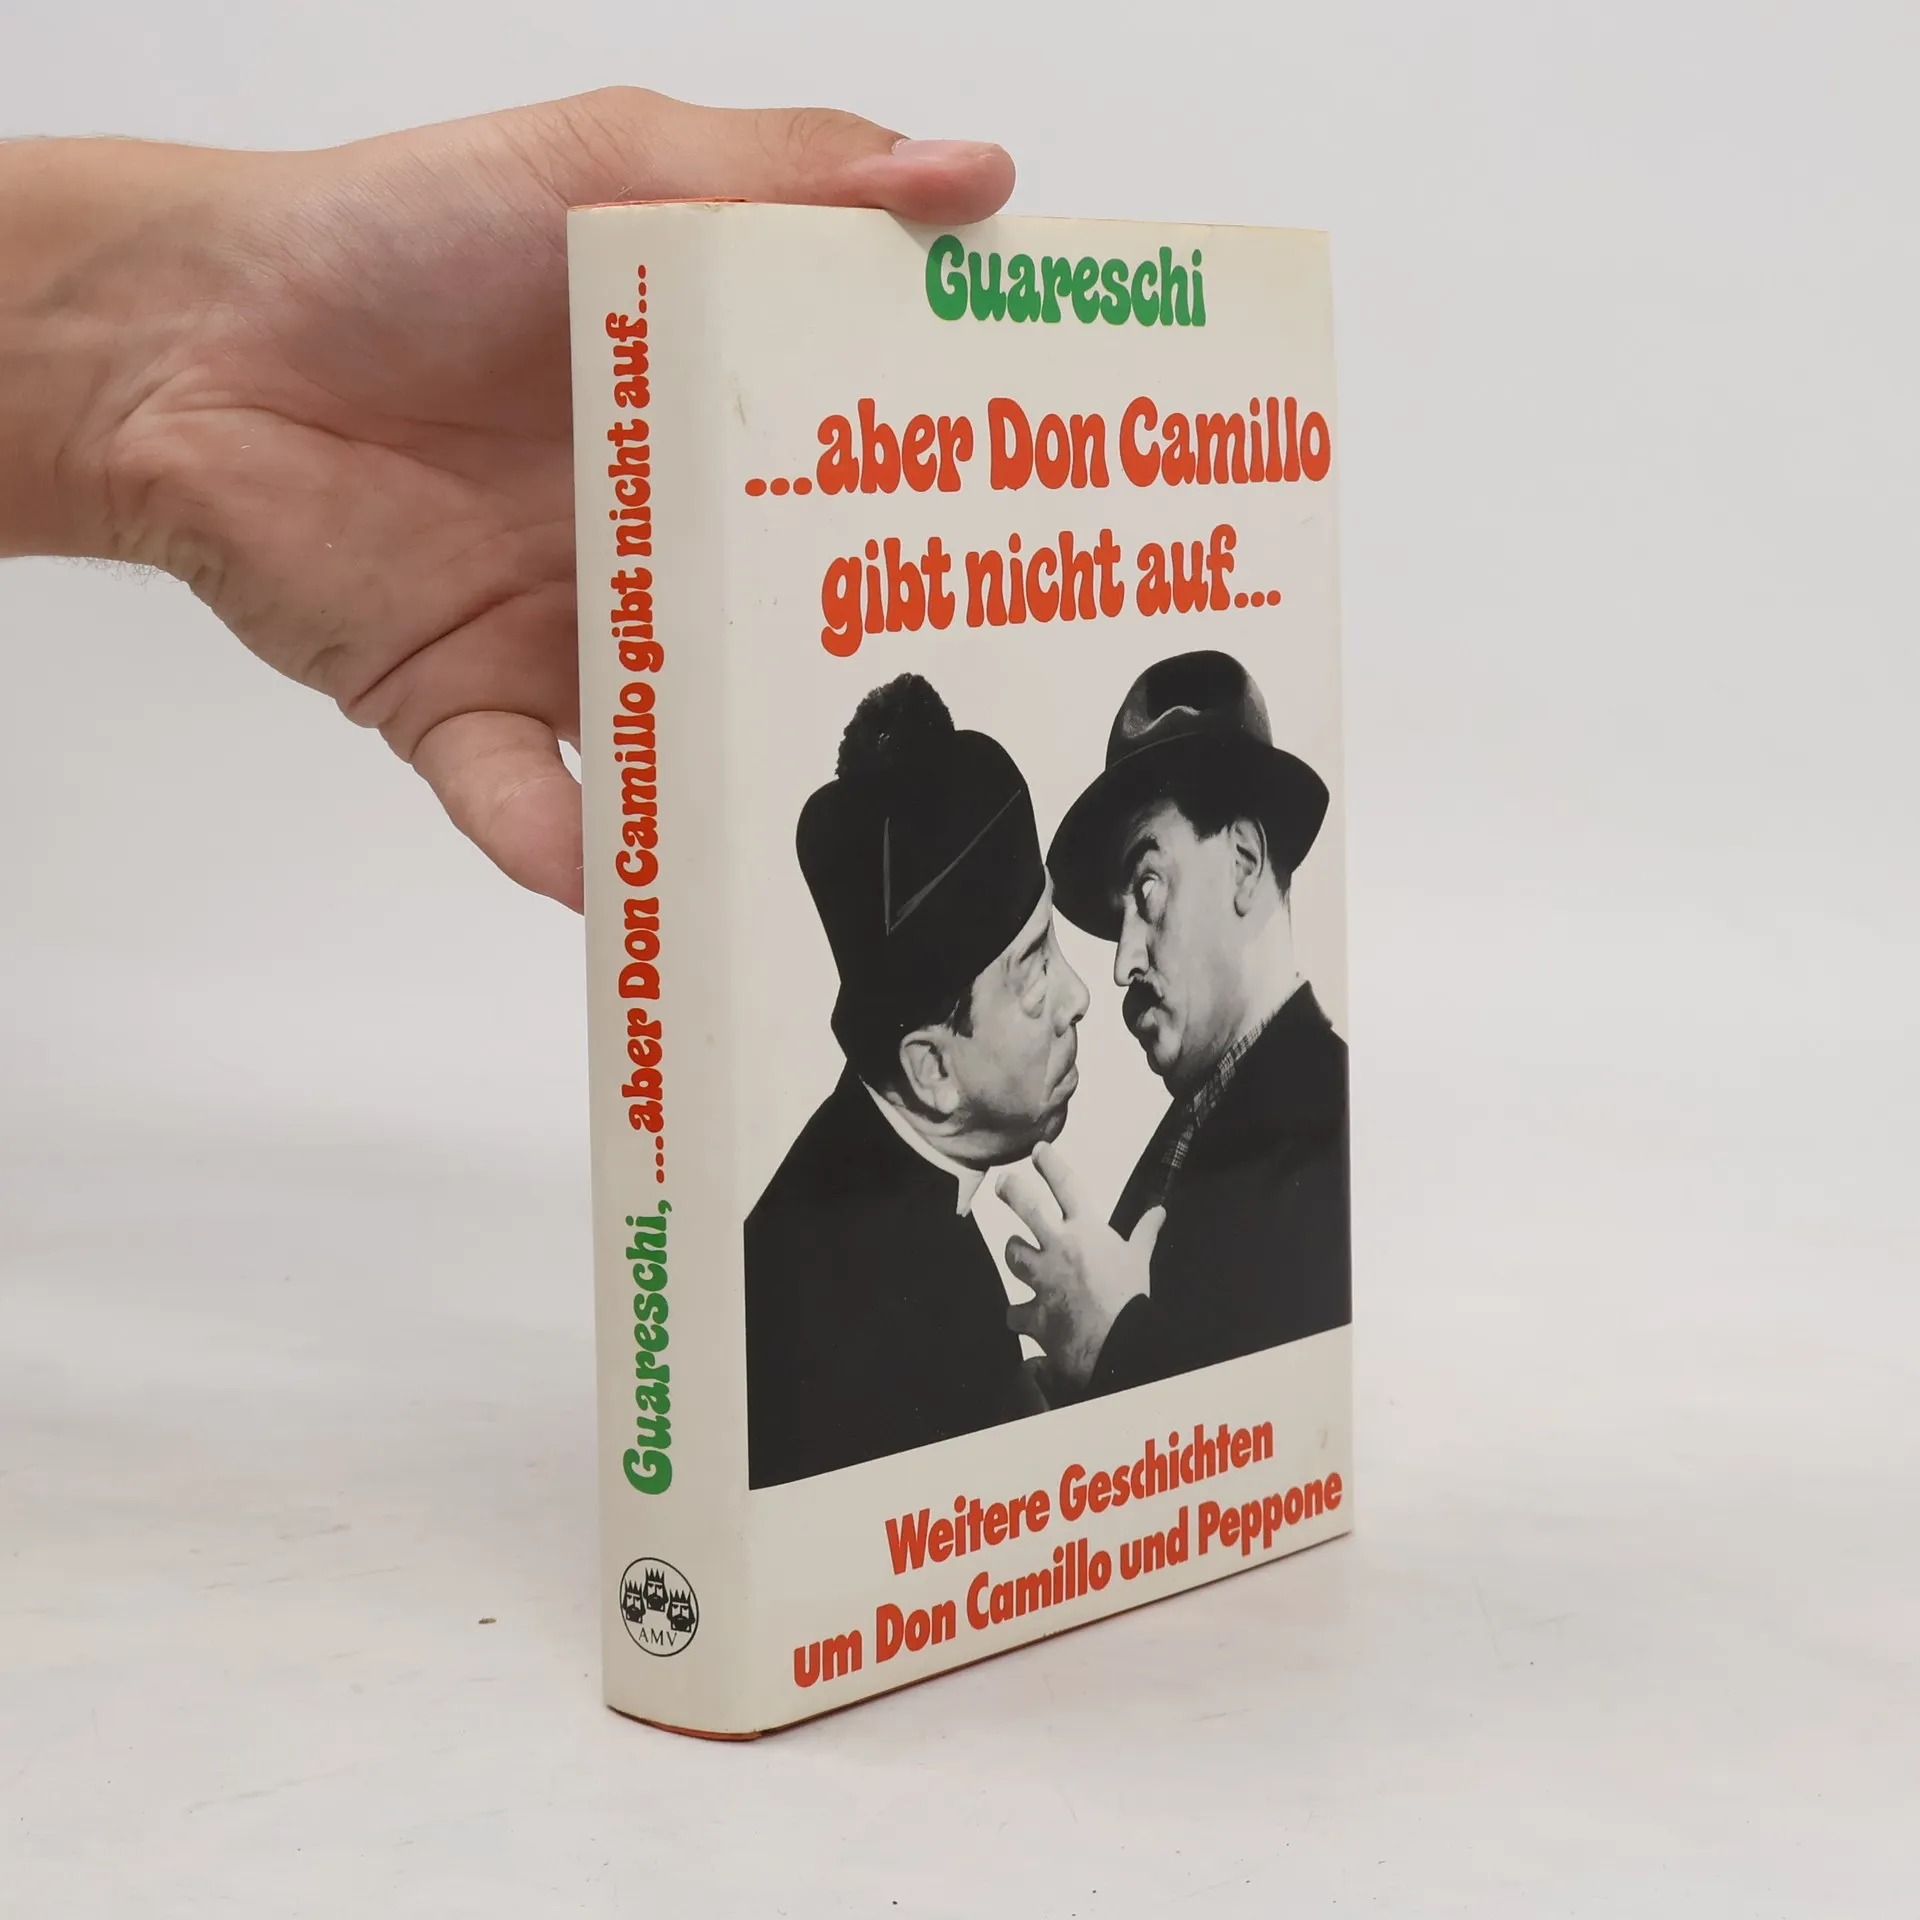 Guareschi
...aber Don Camillo
gibt nicht auf...
Weitere Geschichten
um Don Camillo und Peppone
Guareschi, ...aber Don Camillo gibt nicht auf...
AMV